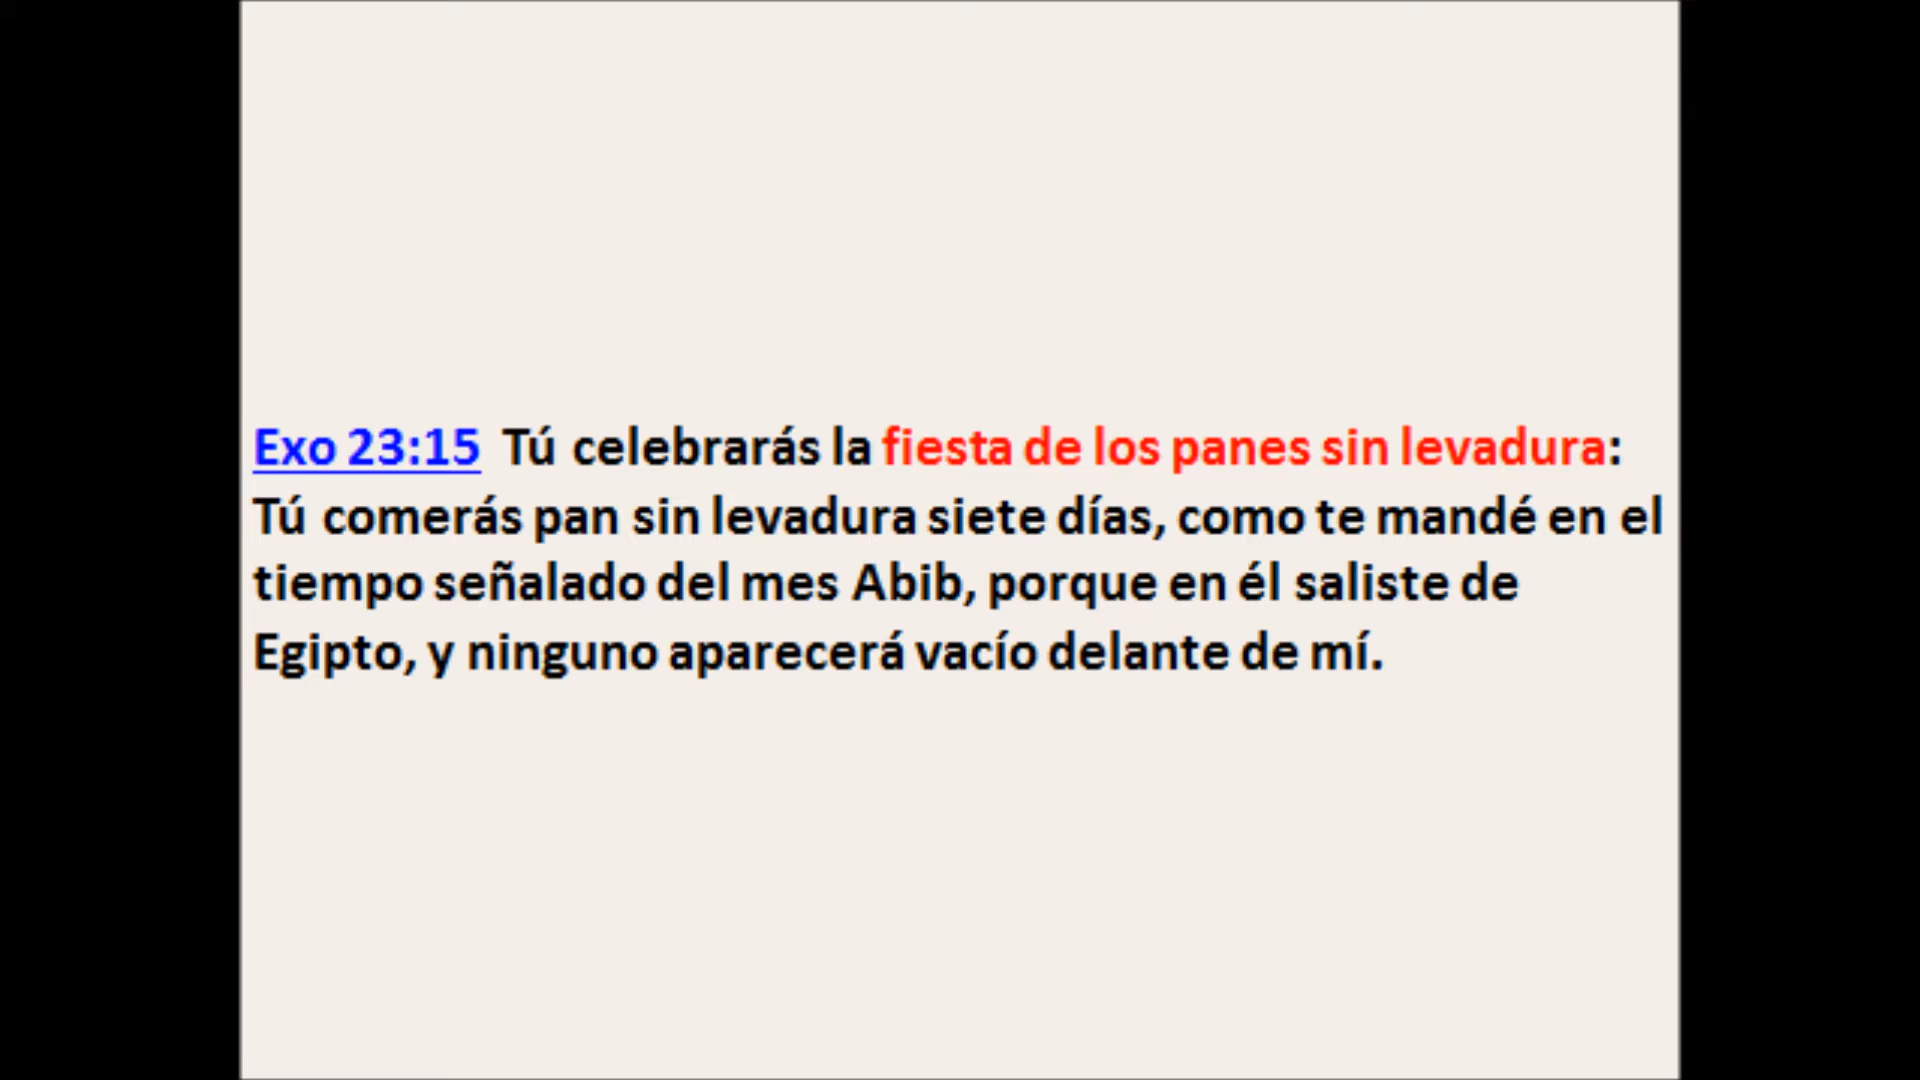 Exo 23:15 Tú celebrarás la fiesta de los panes sin levadura:
Tú comerás pan sin levadura siete días, como te mandé en el
tiempo señalado del mes Abib, porque en él saliste de
Egipto, y ninguno aparecerá vacío delante de mí.